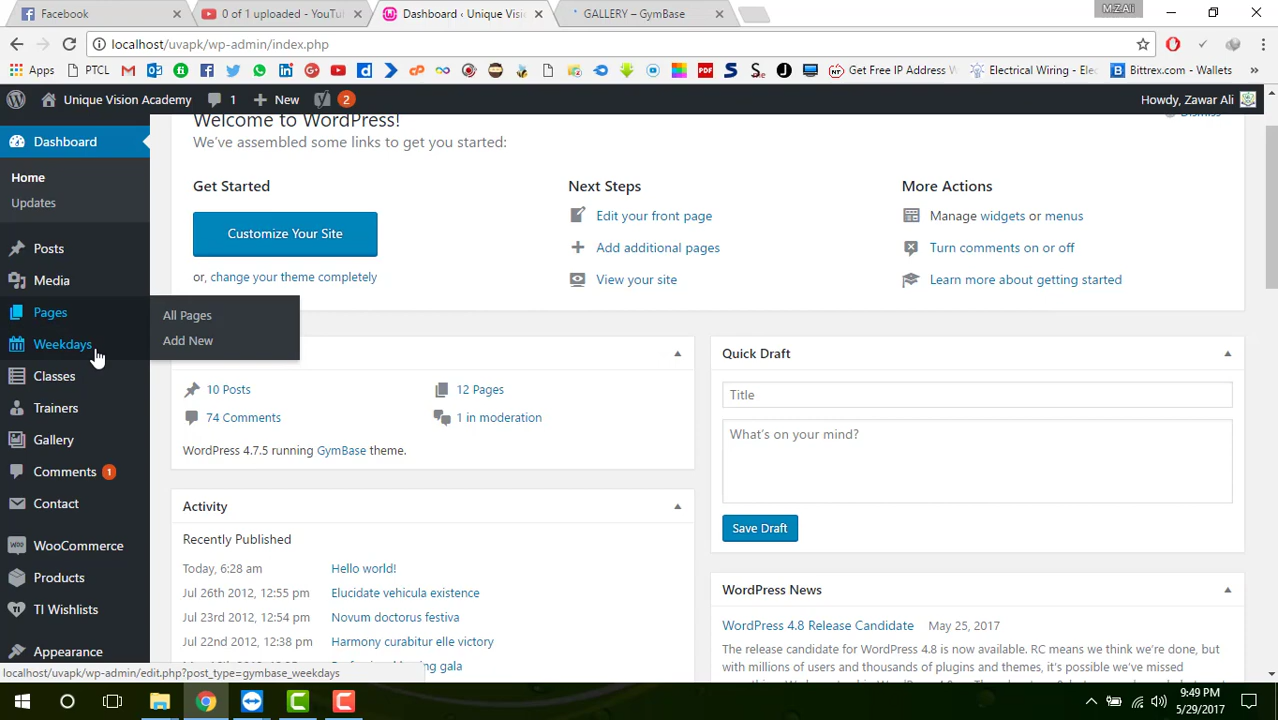 Facebook
0 of 1 uploaded - YouTu
Dashboard ‹ Unique Visi
GALLERY – GymBase
M.Z.Ali
localhost/uvapk/wp-admin/index.php
Apps
PTCL
Get Free IP Address
Electrical Wiring - Elec
Bittrex.com - Wallets
Unique Vision Academy
1
New
2
Howdy, Zawar Ali
Dashboard
Home
Updates
Posts
Media
Pages
Weekdays
Classes
Trainers
Gallery
Comments 1
Contact
WooCommerce
Products
TI Wishlists
Appearance
All Pages
Add New
Welcome to WordPress!
Dismiss
We've assembled some links to get you started:
Get Started
Customize Your Site
or, change your theme completely
Next Steps
Edit your front page
Add additional pages
View your site
More Actions
Manage widgets or menus
Turn comments on or off
Learn more about getting started
10 Posts
12 Pages
74 Comments
1 in moderation
WordPress 4.7.5 running GymBase theme.
Activity
Recently Published
Today, 6:28 am Hello world!
Jul 26th 2012, 12:55 pm Elucidate vehicula existence
Jul 23rd 2012, 12:54 pm Novum doctorus festiva
Jul 22nd 2012, 12:38 pm Harmony curabitur elle victory
gala
Quick Draft
Title
What's on your mind?
Save Draft
WordPress News
WordPress 4.8 Release Candidate May 25, 2017
The release candidate for WordPress 4.8 is now available. RC means we think we're done, but
with millions of users and thousands of plugins and themes, it's possible we've missed
localhost/uvapk/wp-admin/edit.php?post_type=gymbase_weekdays
9:49 PM
5/29/2017